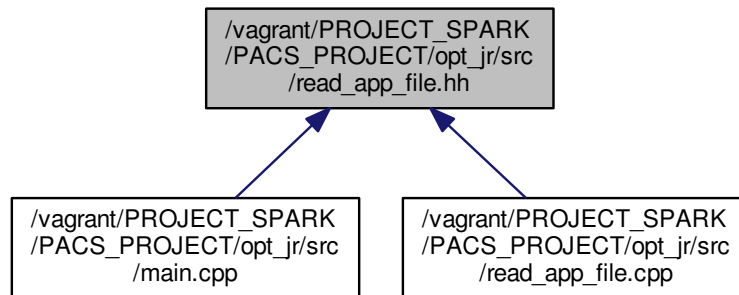 /vagrant/PROJECT_SPARK
/PACS_PROJECT/opt_jr/src
/read_app_file.hh
/vagrant/PROJECT_SPARK
/PACS_PROJECT/opt_jr/src
/main.cpp
/vagrant/PROJECT_SPARK
/PACS_PROJECT/opt_jr/src
/read_app_file.cpp